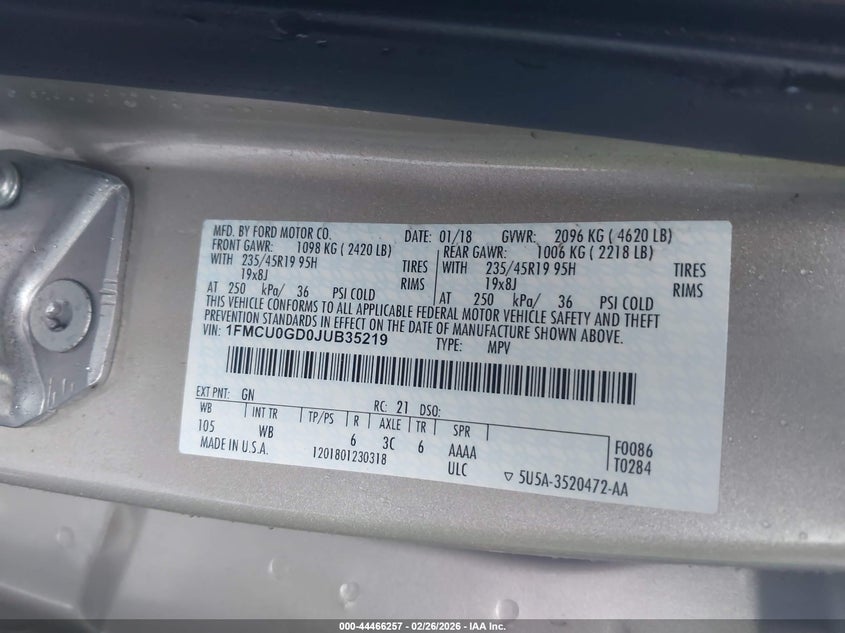 MFD. BY FORD MOTOR CO. DATE: 01/18 GVWR: 2096 KG ( 4620 LB)
FRONT GAWR: 1098 KG ( 2420 LB) REAR GAWR: 1006 KG ( 2218 LB)
WITH 235/45R19 95H TIRES WITH 235/45R19 95H TIRES
19x8J RIMS 19x8J RIMS
AT 250 kPa/ 36 PSI COLD AT 250 kPa/ 36 PSI COLD
THIS VEHICLE CONFORMS TO ALL APPLICABLE FEDERAL MOTOR VEHICLE SAFETY AND THEFT
PREVENTION STANDARDS IN EFFECT ON THE DATE OF MANUFACTURE SHOWN ABOVE.
VIN: 1FMCU0GD0JUB35219 TYPE: MPV
EXT PNT: GN RC: 21 DSO:
WB INT TR TP/PS R AXLE TR SPR
105 WB 6 3C 6 AAAA F0086
MADE IN U.S.A. 1201801230318 ULC T0284
5U5A-3520472-AA
000-44466257 - 02/26/2026 - IAA Inc.